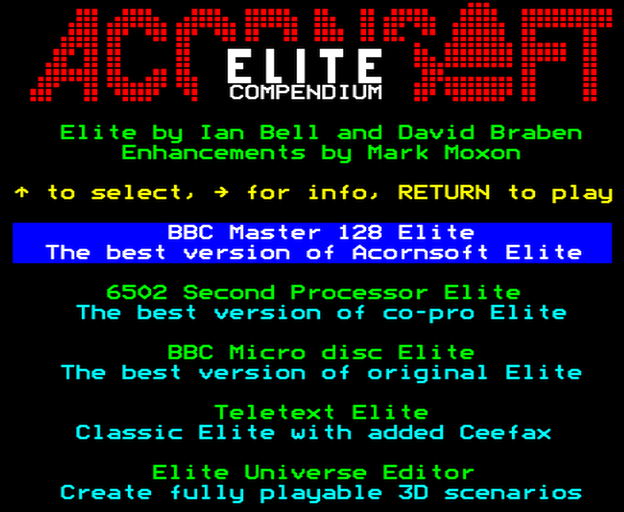 ACORNSOFT
ELITE
COMPENDIUM
Elite by Ian Bell and David Braben
Enhancements by Mark Moxon
↑ to select, → for info, RETURN to play
BBC Master 128 Elite
The best version of Acornsoft Elite
6502 Second Processor Elite
The best version of co-pro Elite
BBC Micro disc Elite
The best version of original Elite
Teletext Elite
Classic Elite with added Ceefax
Elite Universe Editor
Create fully playable 3D scenarios